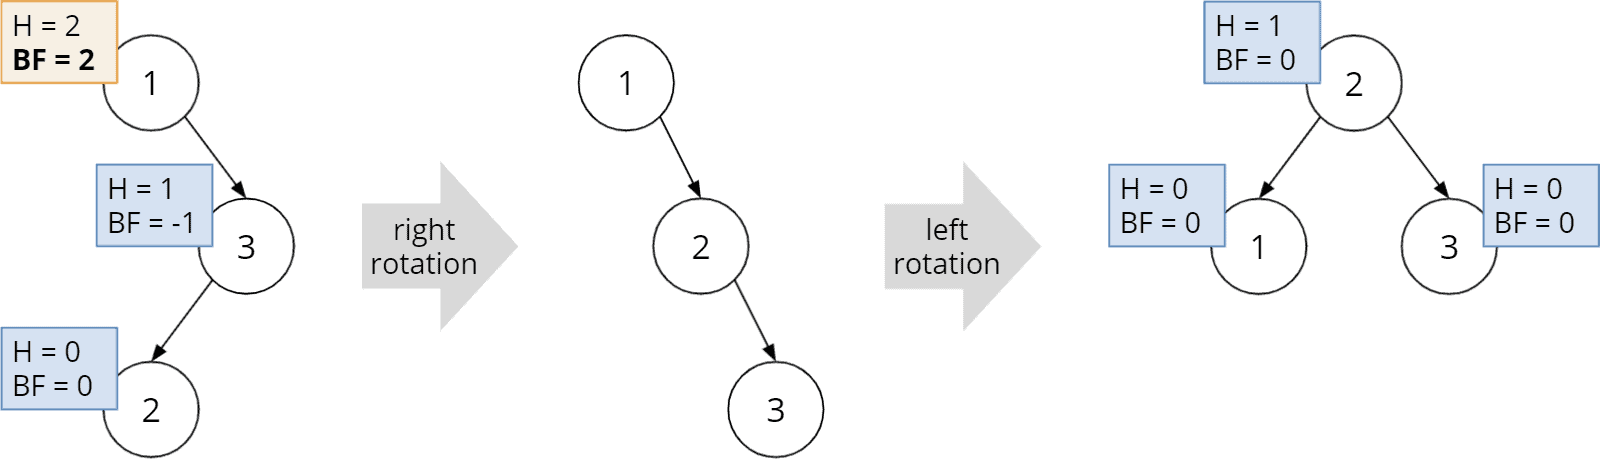 H = 2
BF = 2
1
H = 1
BF = -1
3
H = 0
BF = 0
2
right
rotation
1
2
3
left
rotation
H = 1
BF = 0
2
H = 0
BF = 0
1
H = 0
BF = 0
3